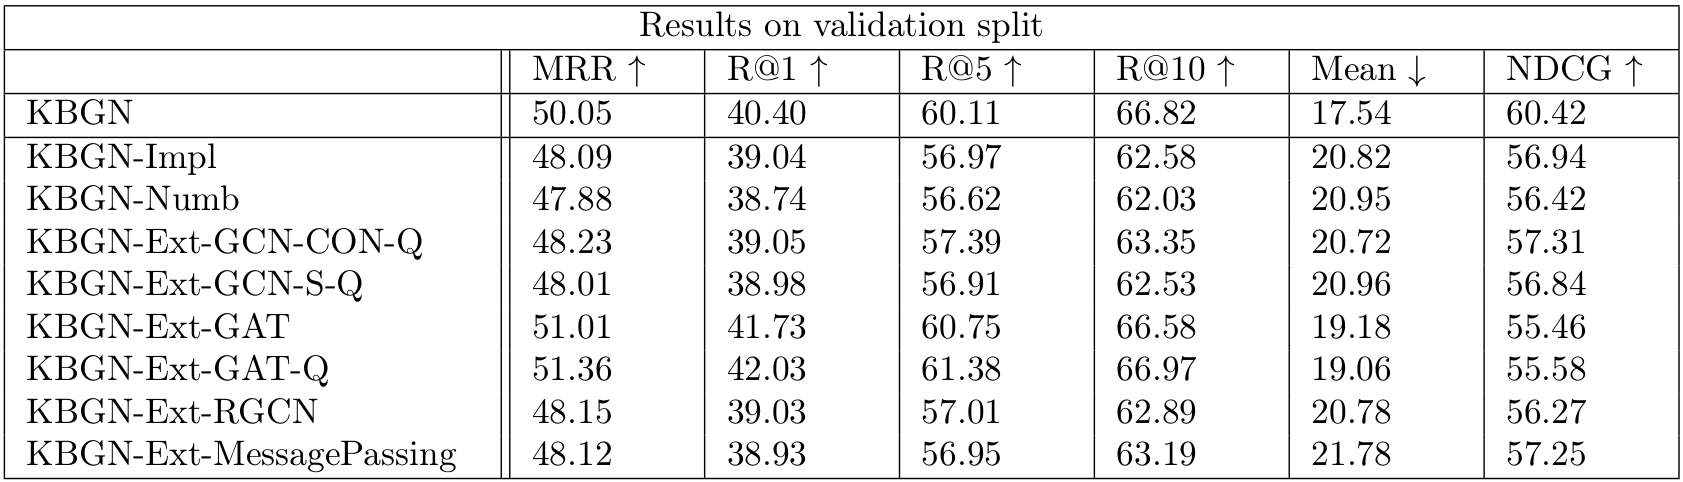 Results on validation split
MRR ↑ R@1 ↑ R@5 ↑ R@10 ↑ Mean ↓ NDCG ↑
KBGN 50.05 40.40 60.11 66.82 17.54 60.42
KBGN-Impl 48.09 39.04 56.97 62.58 20.82 56.94
KBGN-Numb 47.88 38.74 56.62 62.03 20.95 56.42
KBGN-Ext-GCN-CON-Q 48.23 39.05 57.39 63.35 20.72 57.31
KBGN-Ext-GCN-S-Q 48.01 38.98 56.91 62.53 20.96 56.84
KBGN-Ext-GAT 51.01 41.73 60.75 66.58 19.18 55.46
KBGN-Ext-GAT-Q 51.36 42.03 61.38 66.97 19.06 55.58
KBGN-Ext-RGCN 48.15 39.03 57.01 62.89 20.78 56.27
KBGN-Ext-MessagePassing 48.12 38.93 56.95 63.19 21.78 57.25